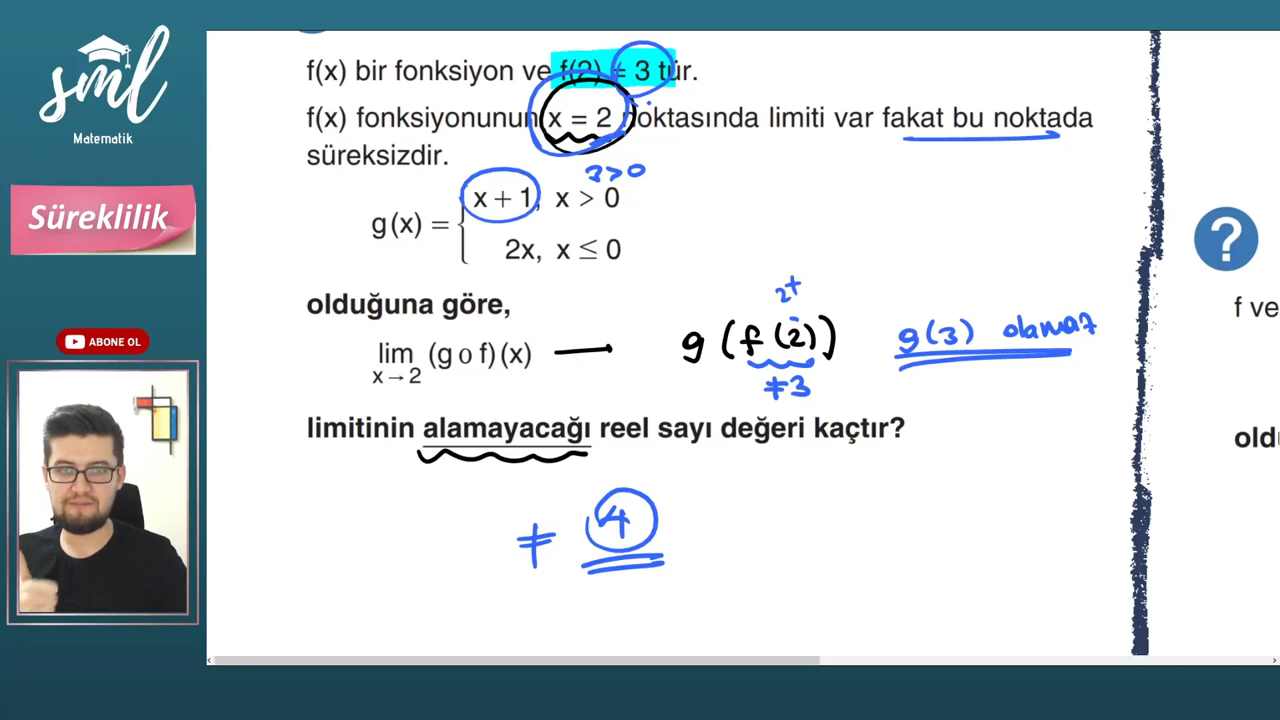 sml
Matematik
Süreklilik
ABONE OL
f(x) bir fonksiyon ve f(2) = 3 tür.
f(x) fonksiyonunun x = 2 noktasında limiti var fakat bu noktada
süreksizdir.
3 > 0
g(x) = { x + 1, x > 0
2x, x ≤ 0
olduğuna göre,
lim x→2 (g o f)(x) — g(f(2))
2+
≠3
g(3) olamaz
limitinin alamayacağı reel sayı değeri kaçtır?
≠ 4
?
f ve
oldu